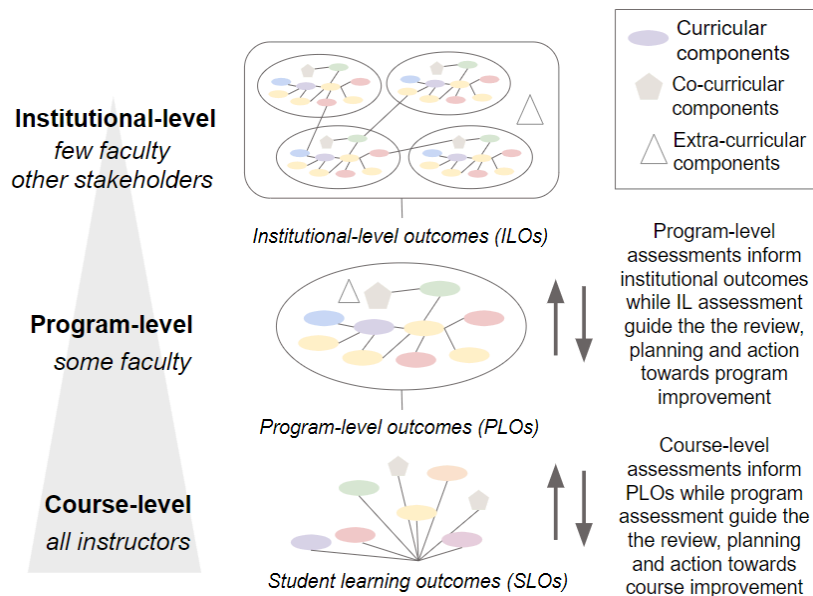 Institutional-level
few faculty
other stakeholders
Institutional-level outcomes (ILOs)
Curricular
components
Co-curricular
components
Extra-curricular
components
Program-level
some faculty
Program-level outcomes (PLOs)
Program-level
assessments inform
institutional outcomes
while IL assessment
guide the the review,
planning and action
towards program
improvement
Course-level
all instructors
Student learning outcomes (SLOs)
Course-level
assessments inform
PLOs while program
assessment guide the
the review, planning
and action towards
course improvement